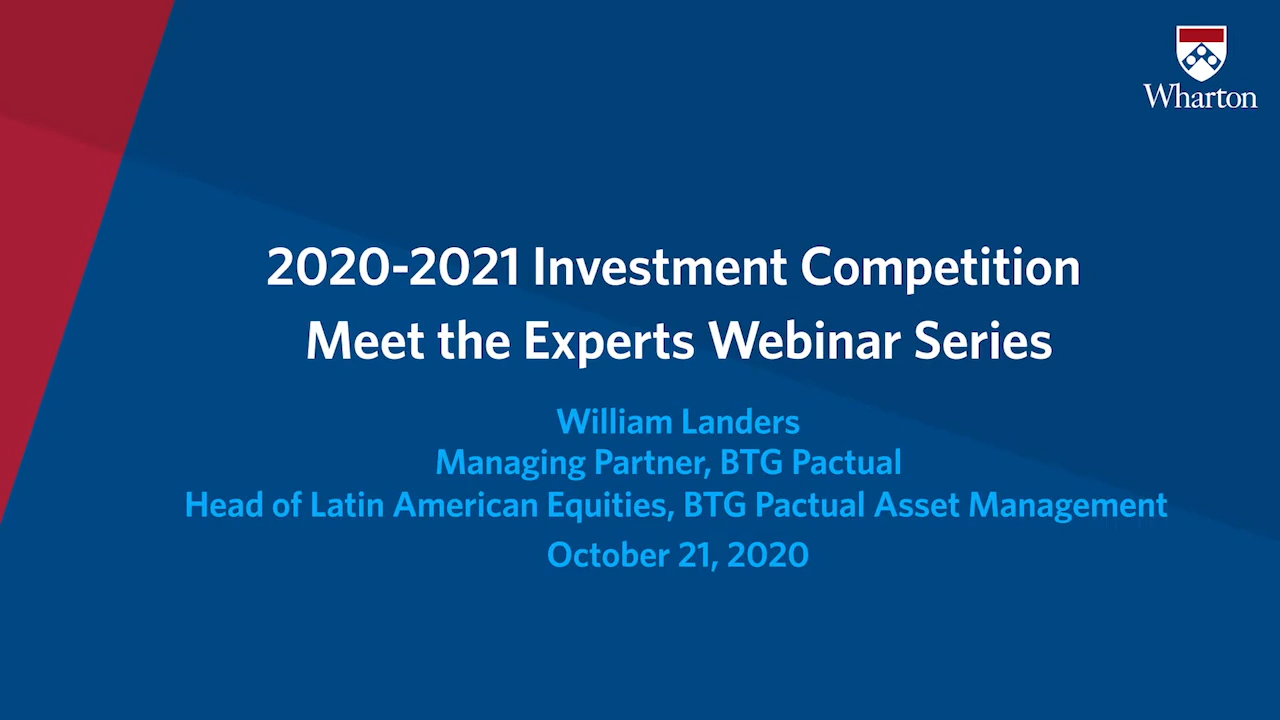 Wharton
2020-2021 Investment Competition
Meet the Experts Webinar Series
William Landers
Managing Partner, BTG Pactual
Head of Latin American Equities, BTG Pactual Asset Management
October 21, 2020